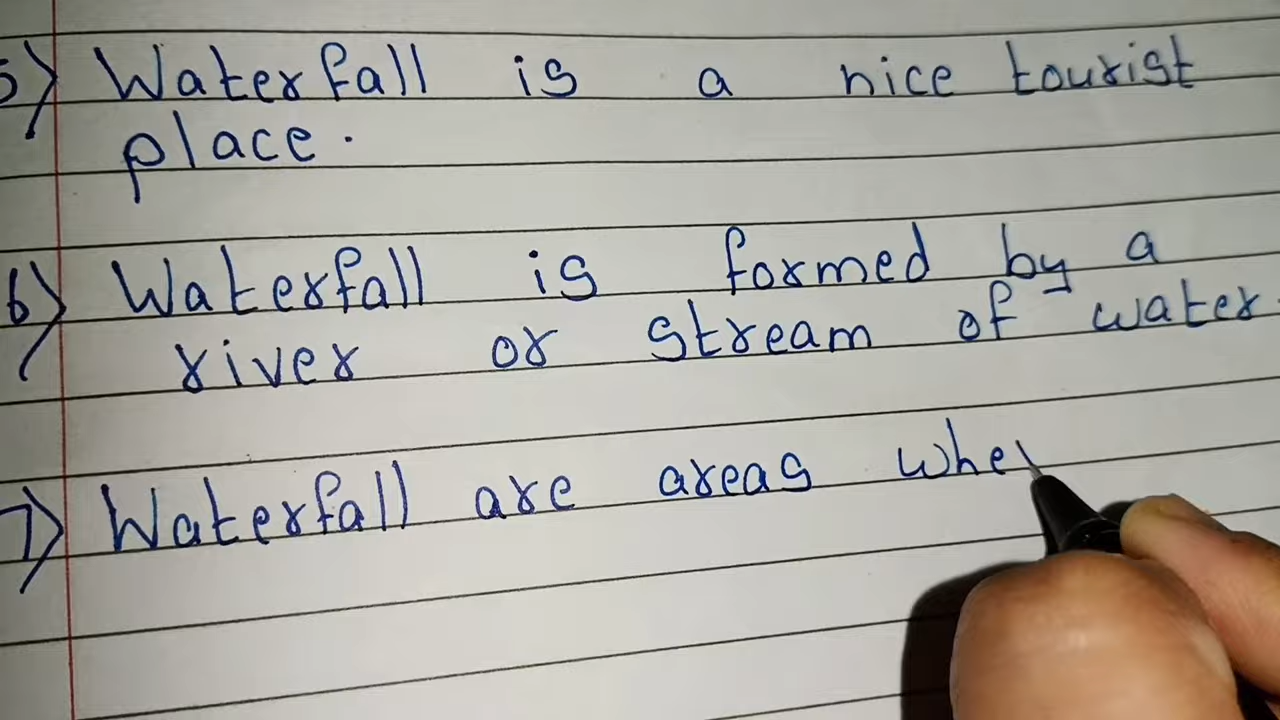 5) Waterfall is a nice tourist
place.
6) Waterfall is formed by a
river or stream of water.
7) Waterfall are areas whe